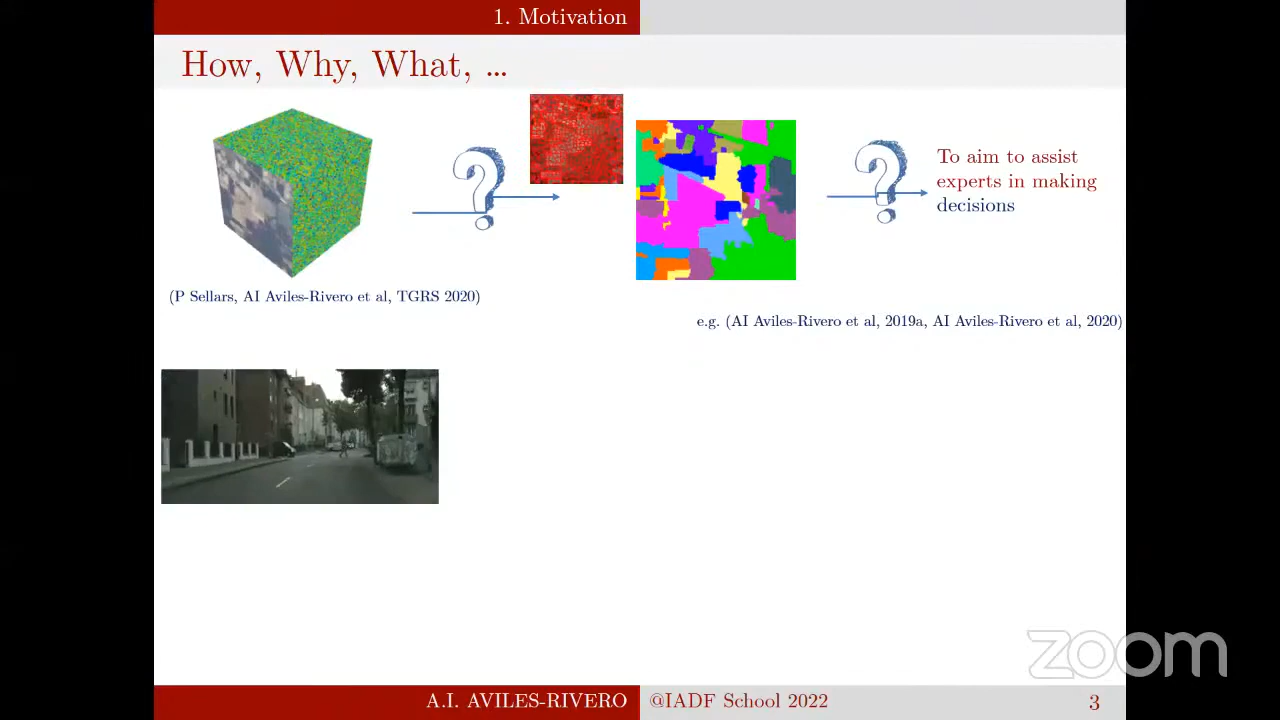 1. Motivation
How, Why, What, ...
?
?
To aim to assist
experts in making
decisions
(P Sellars, AI Aviles-Rivero et al, TGRS 2020)
e.g. (AI Aviles-Rivero et al, 2019a, AI Aviles-Rivero et al, 2020)
zoom
A.I. AVILES-RIVERO @IADF School 2022 3